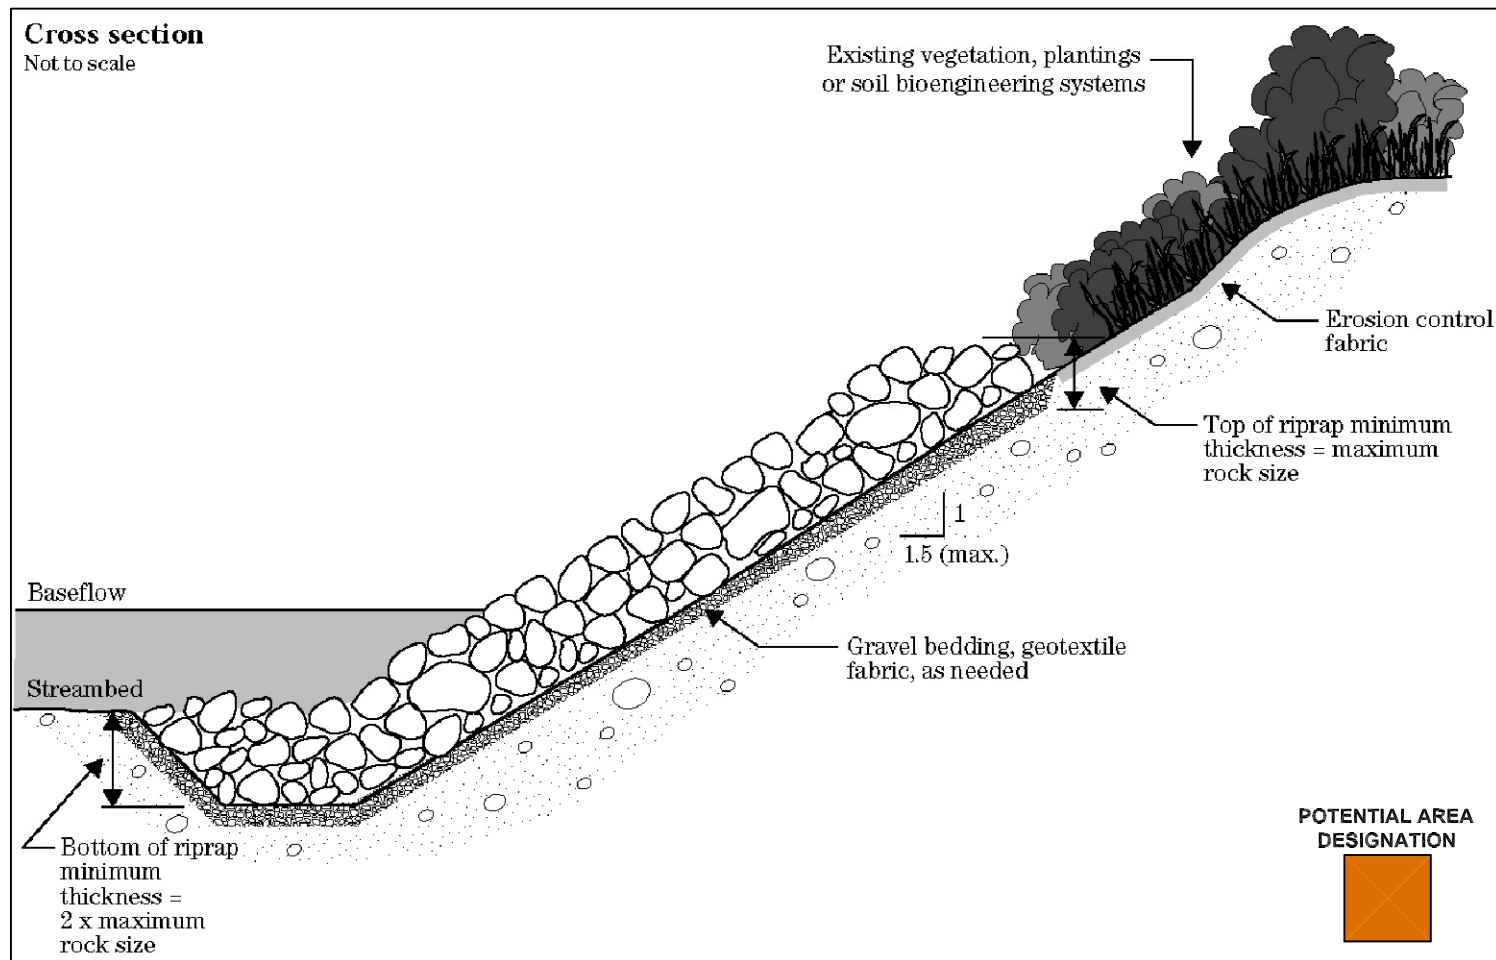 Cross section
Not to scale
Existing vegetation, plantings
or soil bioengineering systems
Erosion control
fabric
Top of riprap minimum
thickness = maximum
rock size
1
1.5 (max.)
Baseflow
Gravel bedding, geotextile
fabric, as needed
Streambed
Bottom of riprap
minimum
thickness =
2 x maximum
rock size
POTENTIAL AREA
DESIGNATION